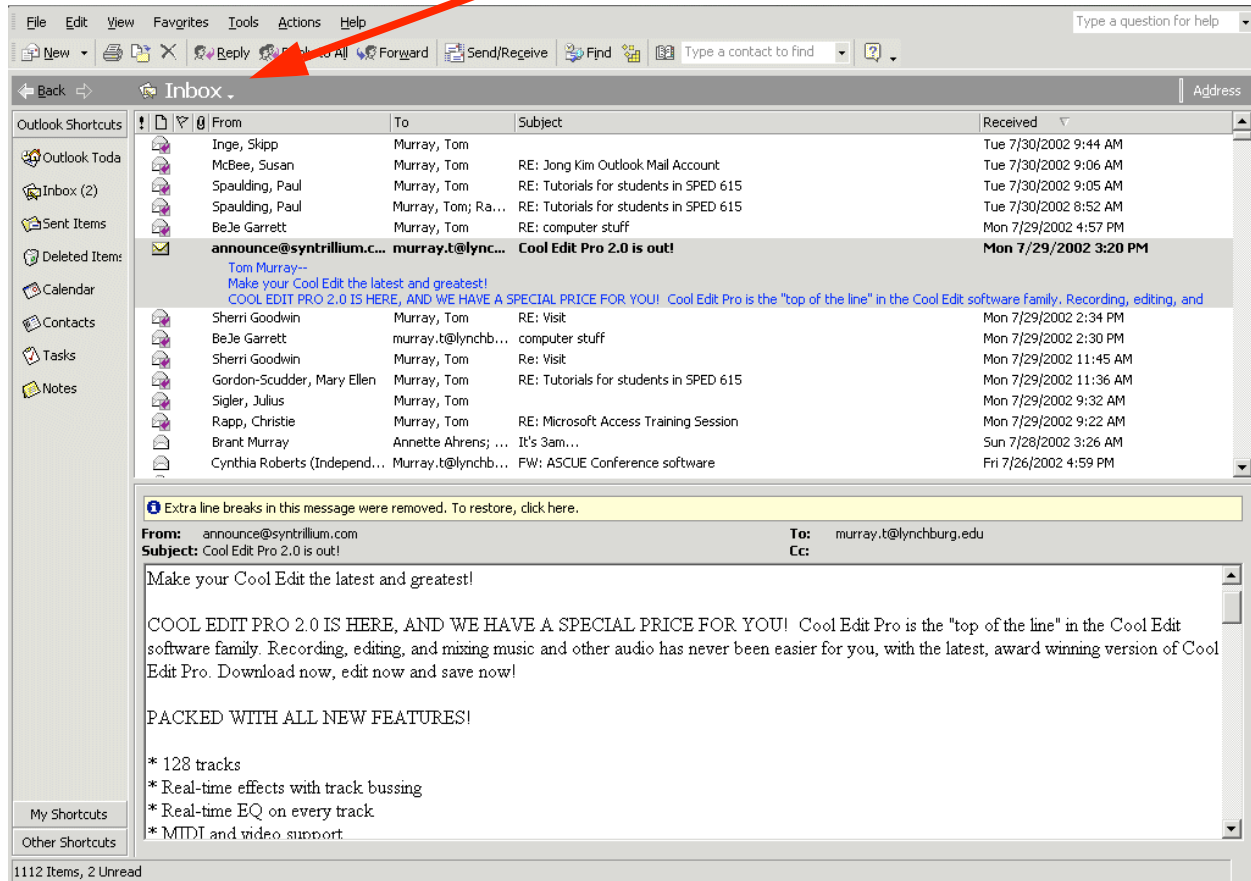 File Edit View Favorites Tools Actions Help Type a question for help
New Reply Reply to All Forward Send/Receive Find Type a contact to find
Back Inbox Address
Outlook Shortcuts ! From To Subject Received
Inge, Skipp Murray, Tom Tue 7/30/2002 9:44 AM
McBee, Susan Murray, Tom RE: Jong Kim Outlook Mail Account Tue 7/30/2002 9:06 AM
Spaulding, Paul Murray, Tom RE: Tutorials for students in SPED 615 Tue 7/30/2002 9:05 AM
Spaulding, Paul Murray, Tom; Ra... RE: Tutorials for students in SPED 615 Tue 7/30/2002 8:52 AM
BeJe Garrett Murray, Tom RE: computer stuff Mon 7/29/2002 4:57 PM
announce@syntrillium.c... murray.t@lync... Cool Edit Pro 2.0 is out! Mon 7/29/2002 3:20 PM
Tom Murray--
Make your Cool Edit the latest and greatest!
COOL EDIT PRO 2.0 IS HERE, AND WE HAVE A SPECIAL PRICE FOR YOU! Cool Edit Pro is the "top of the line" in the Cool Edit software family. Recording, editing, and
Sherri Goodwin Murray, Tom RE: Visit Mon 7/29/2002 2:34 PM
BeJe Garrett murray.t@lynchb... computer stuff Mon 7/29/2002 2:30 PM
Sherri Goodwin Murray, Tom Re: Visit Mon 7/29/2002 11:45 AM
Gordon-Scudder, Mary Ellen Murray, Tom RE: Tutorials for students in SPED 615 Mon 7/29/2002 11:36 AM
Sigler, Julius Murray, Tom Mon 7/29/2002 9:32 AM
Rapp, Christie Murray, Tom RE: Microsoft Access Training Session Mon 7/29/2002 9:22 AM
Brant Murray Annette Ahrens; ... It's 3am... Sun 7/28/2002 3:26 AM
Cynthia Roberts (Independ... Murray.t@lynchb... FW: ASCUE Conference software Fri 7/26/2002 4:59 PM
Outlook Toda
Inbox (2)
Sent Items
Deleted Items
Calendar
Contacts
Tasks
Notes
My Shortcuts
Other Shortcuts
Extra line breaks in this message were removed. To restore, click here.
From: announce@syntrillium.com To: murray.t@lynchburg.edu
Subject: Cool Edit Pro 2.0 is out! Cc:
Make your Cool Edit the latest and greatest!
COOL EDIT PRO 2.0 IS HERE, AND WE HAVE A SPECIAL PRICE FOR YOU! Cool Edit Pro is the "top of the line" in the Cool Edit
software family. Recording, editing, and mixing music and other audio has never been easier for you, with the latest, award winning version of Cool
Edit Pro. Download now, edit now and save now!
PACKED WITH ALL NEW FEATURES!
* 128 tracks
* Real-time effects with track bussing
* Real-time EQ on every track
* MIDI and video support
1112 Items, 2 Unread